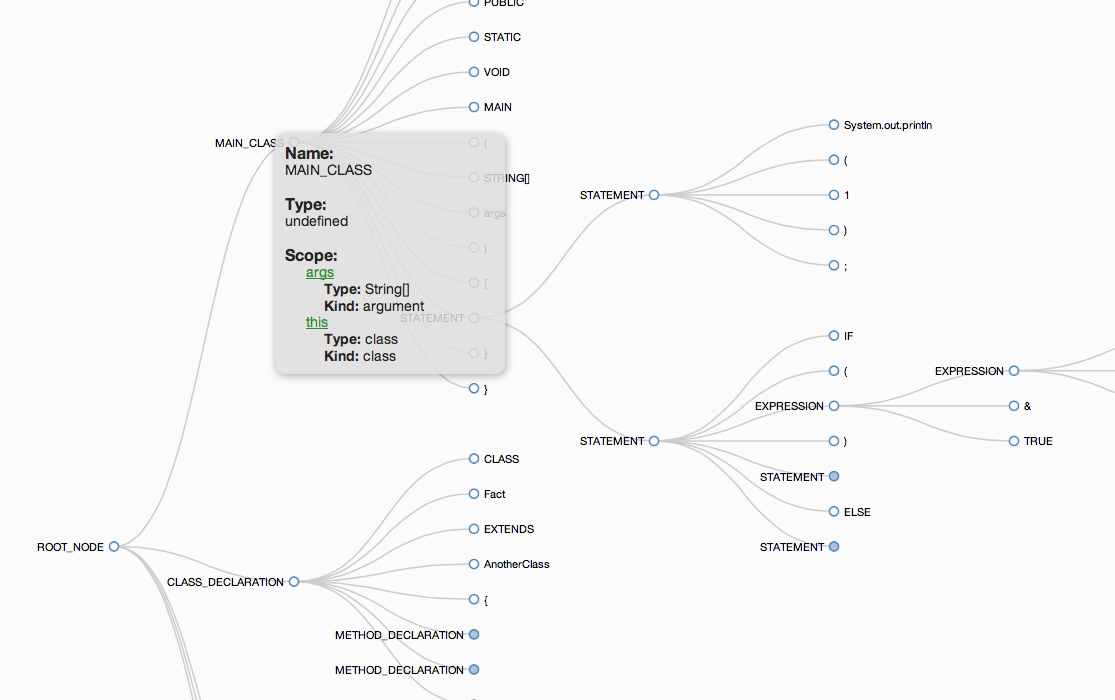 PUBLIC
STATIC
VOID
MAIN
MAIN_CLASS
(
STRING[]
args
)
{
STATEMENT
}
}
Name:
MAIN_CLASS
Type:
undefined
Scope:
args
Type: String[]
Kind: argument
this
Type: class
Kind: class
STATEMENT
System.out.println
(
1
)
;
STATEMENT
IF
(
EXPRESSION
)
STATEMENT
ELSE
STATEMENT
EXPRESSION
&
TRUE
ROOT_NODE
CLASS_DECLARATION
CLASS
Fact
EXTENDS
AnotherClass
{
METHOD_DECLARATION
METHOD_DECLARATION